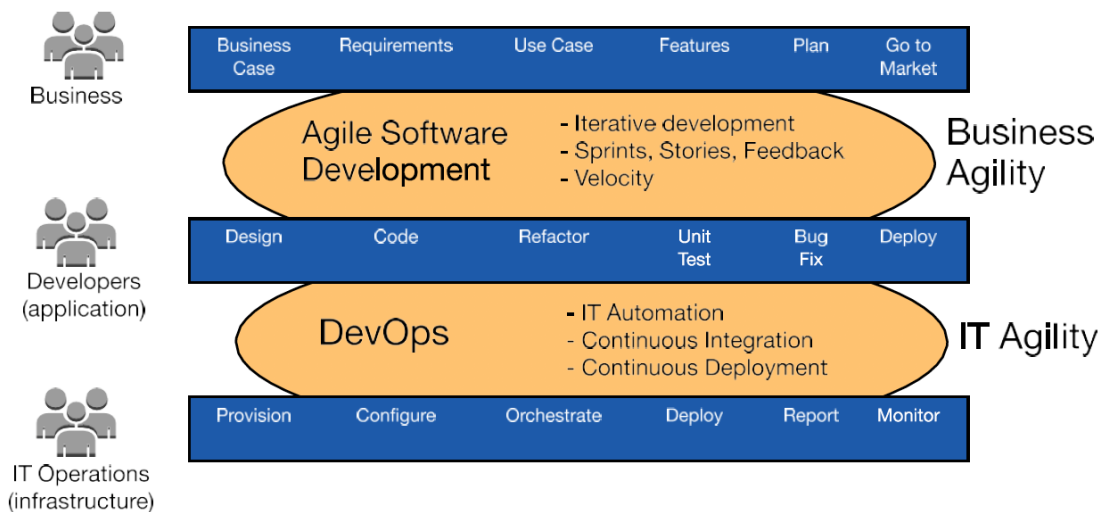 Business
Business Case
Requirements
Use Case
Features
Plan
Go to Market
Agile Software
Development
- Iterative development
- Sprints, Stories, Feedback
- Velocity
Business
Agility
Developers
(application)
Design
Code
Refactor
Unit Test
Bug Fix
Deploy
DevOps
- IT Automation
- Continuous Integration
- Continuous Deployment
IT Agility
IT Operations
(infrastructure)
Provision
Configure
Orchestrate
Deploy
Report
Monitor